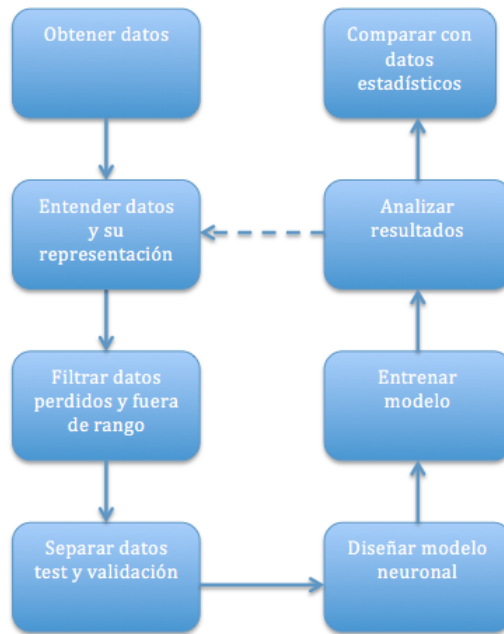 Obtener datos
Entender datos
y su
representación
Filtrar datos
perdidos y fuera
de rango
Separar datos
test y validación
Diseñar modelo
neuronal
Entrenar
modelo
Analizar
resultados
Comparar con
datos
estadísticos